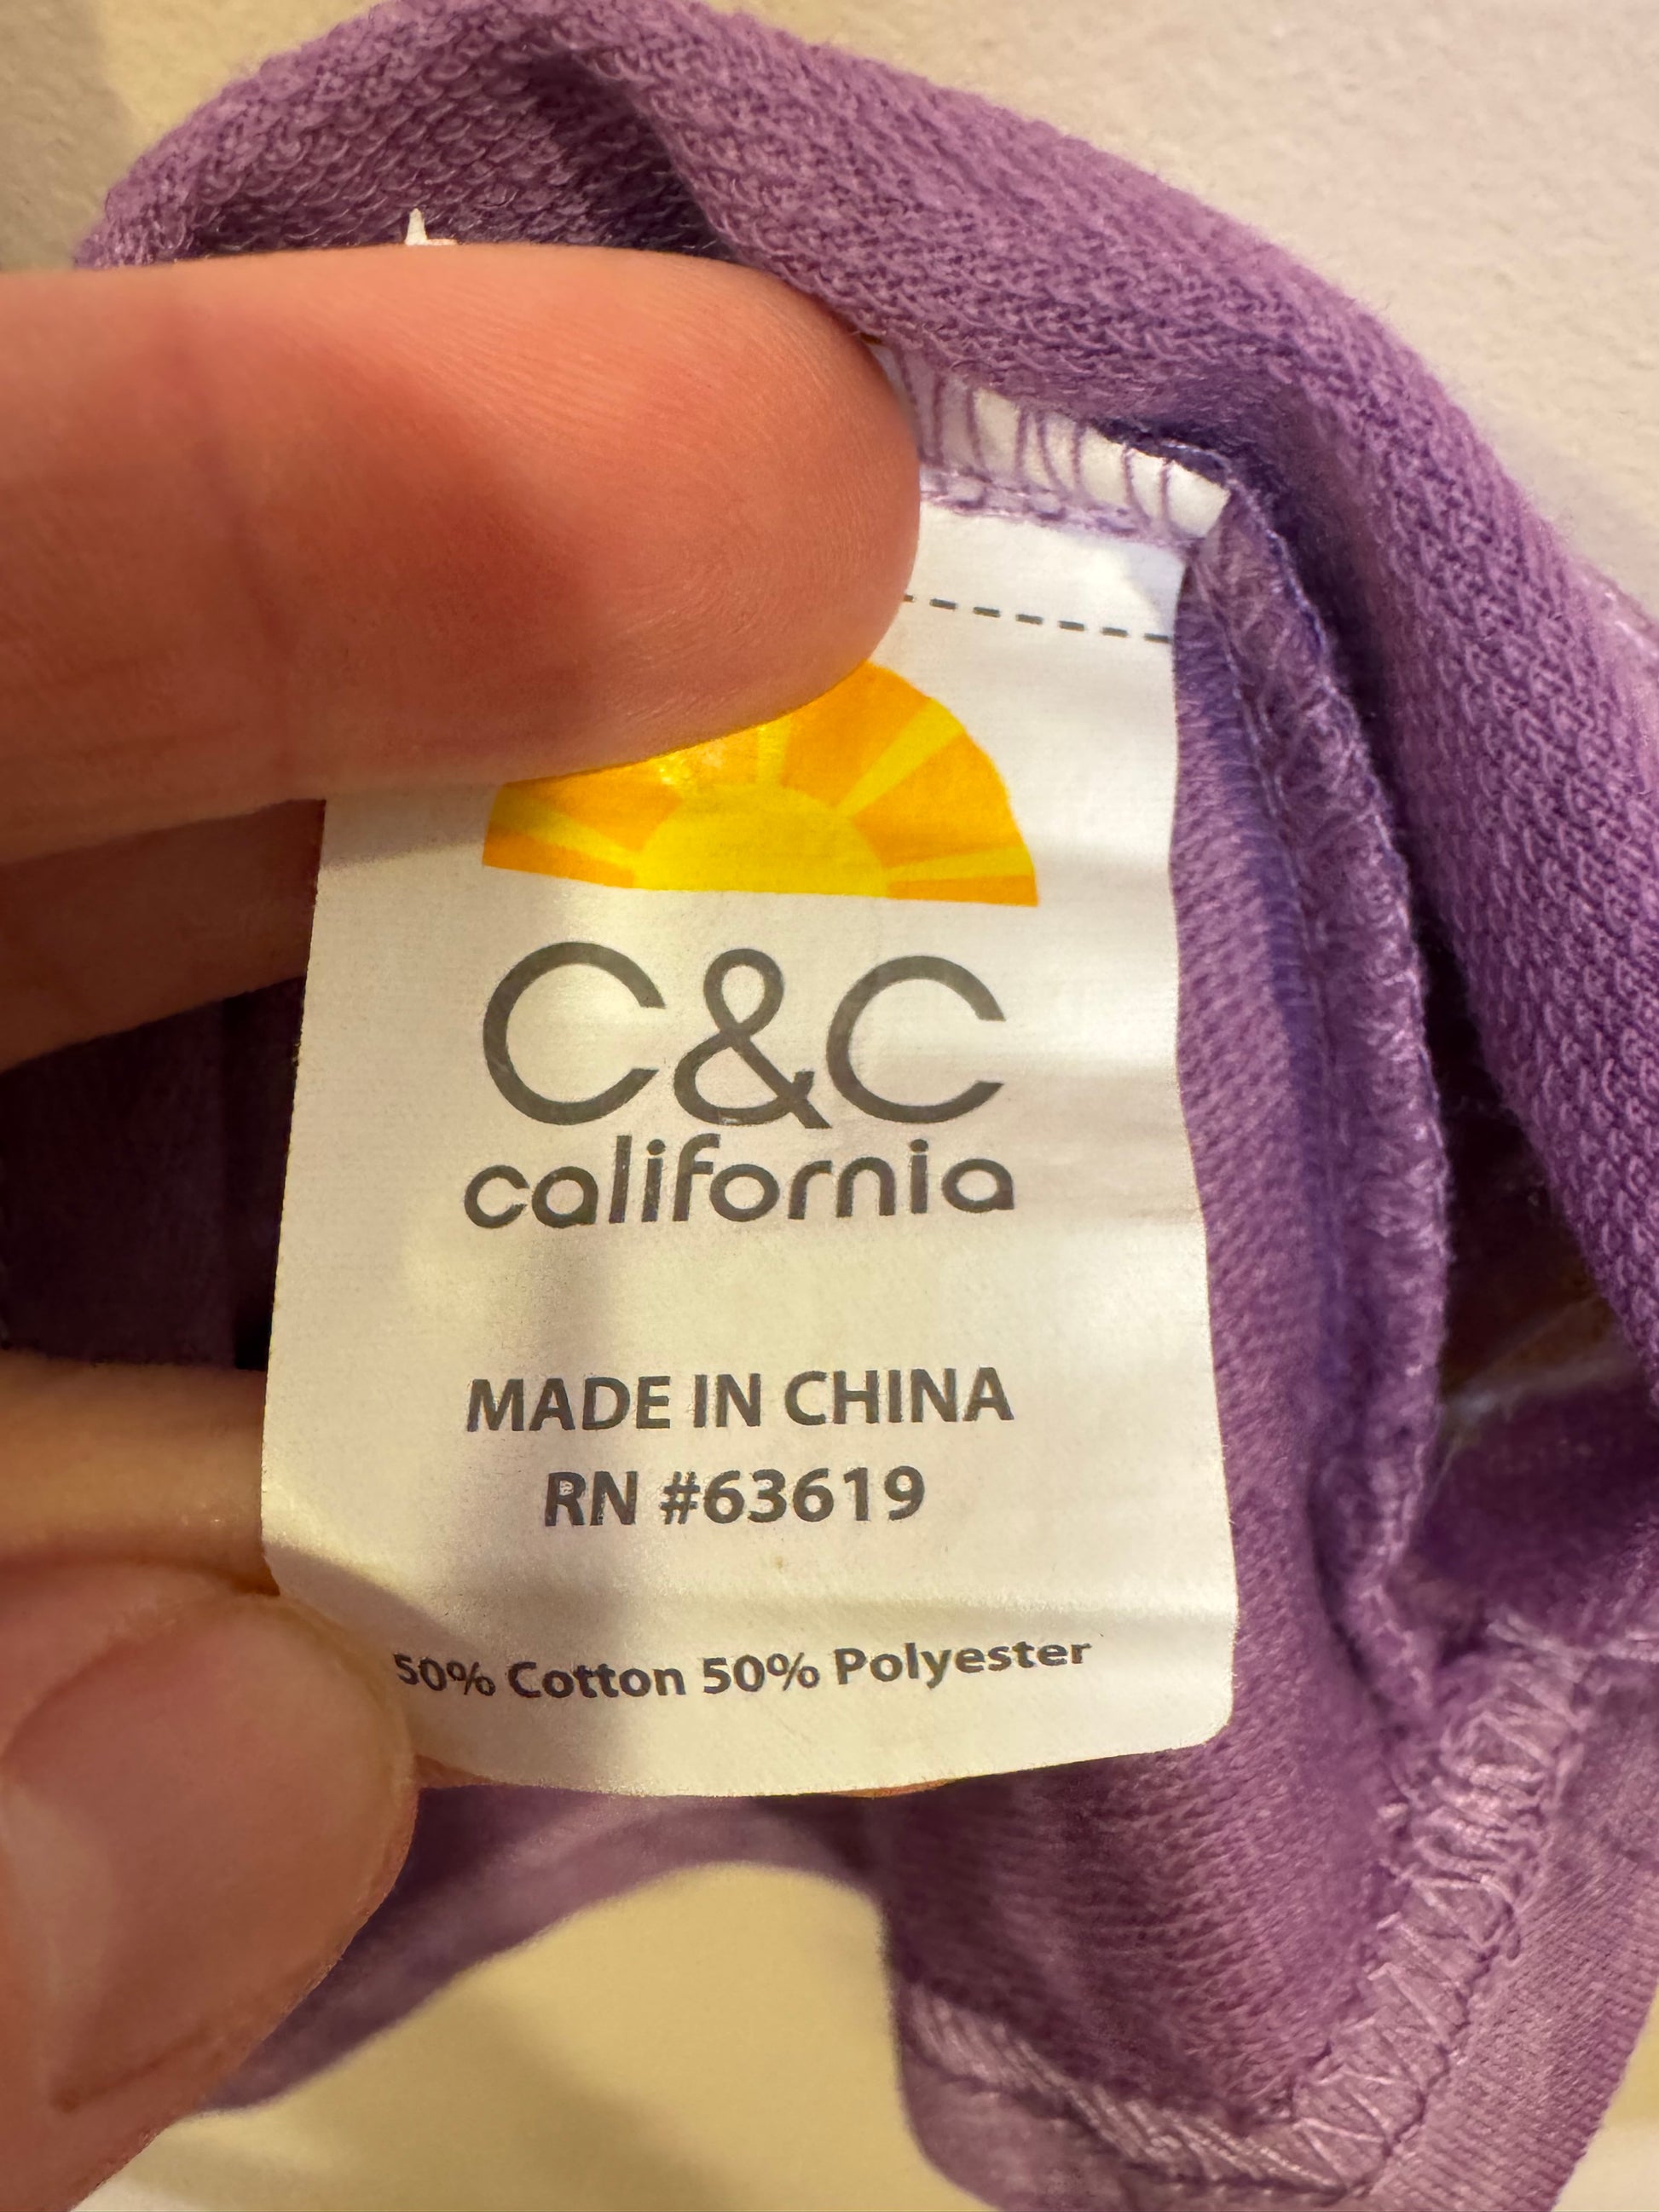 C&C
california
MADE IN CHINA
RN #63619
50% Cotton 50% Polyester